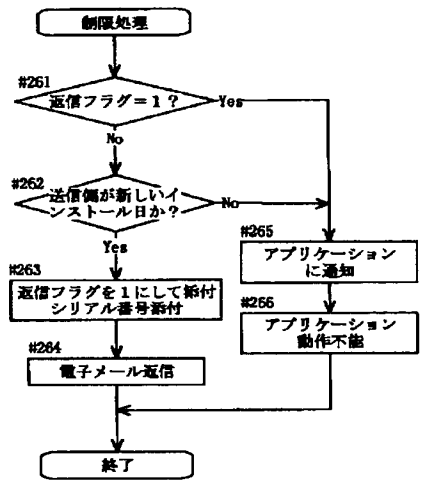 制限処理
#261
返信フラグ=1?
Yes
No
#262
送信側が新しいイ
ンストール日か?
No
Yes
#263
返信フラグを1にして添付
シリアル番号添付
#264
電子メール返信
#265
アプリケーション
に通知
#266
アプリケーション
動作不能
終了